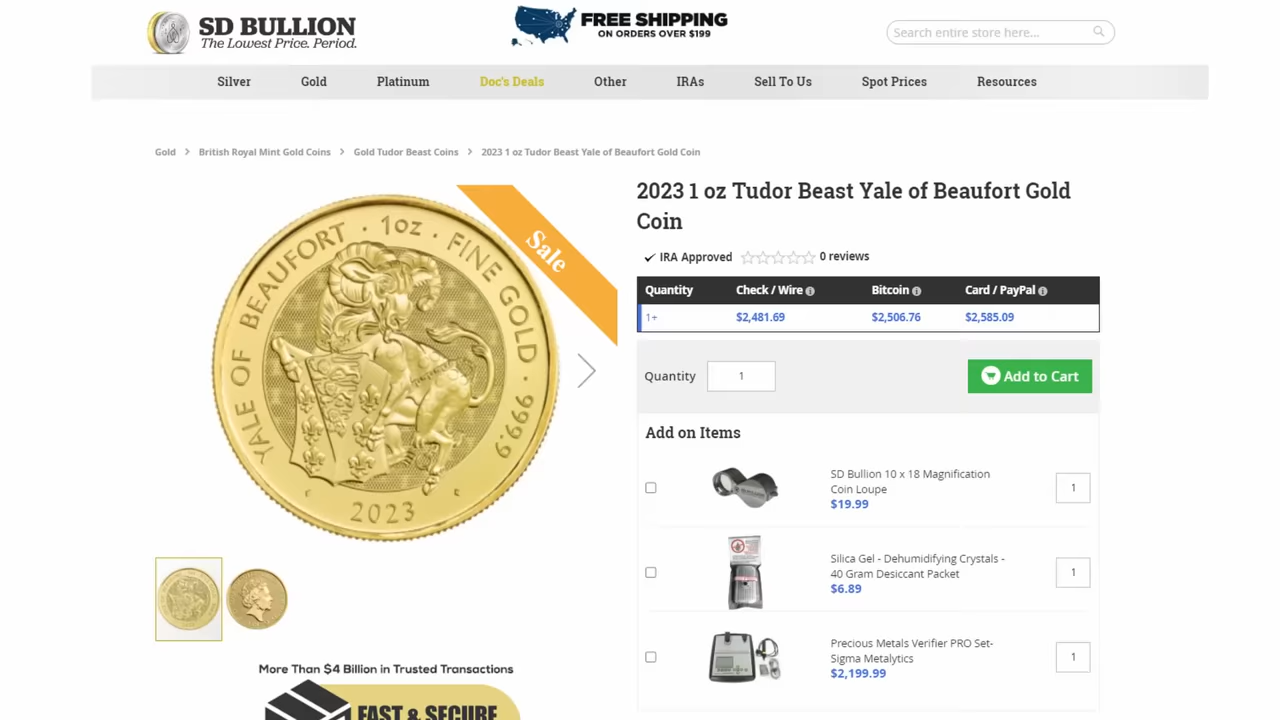 SD BULLION
The Lowest Price. Period.
FREE SHIPPING
ON ORDERS OVER $199
Search entire store here...
Silver Gold Platinum Doc's Deals Other IRAs Sell To Us Spot Prices Resources
Gold > British Royal Mint Gold Coins > Gold Tudor Beast Coins > 2023 1 oz Tudor Beast Yale of Beaufort Gold Coin
YALE OF BEAUFORT · 1oz · FINE GOLD · 999.9
2023
Sale
2023 1 oz Tudor Beast Yale of Beaufort Gold
Coin
IRA Approved 0 reviews
Quantity Check / Wire Bitcoin Card / PayPal
1+ $2,481.69 $2,506.76 $2,585.09
Quantity 1 Add to Cart
Add on Items
SD Bullion 10 x 18 Magnification
Coin Loupe
$19.99
1
Silica Gel - Dehumidifying Crystals -
40 Gram Desiccant Packet
$6.89
1
Precious Metals Verifier PRO Set-
Sigma Metalytics
$2,199.99
1
More Than $4 Billion in Trusted Transactions
FAST & SECURE